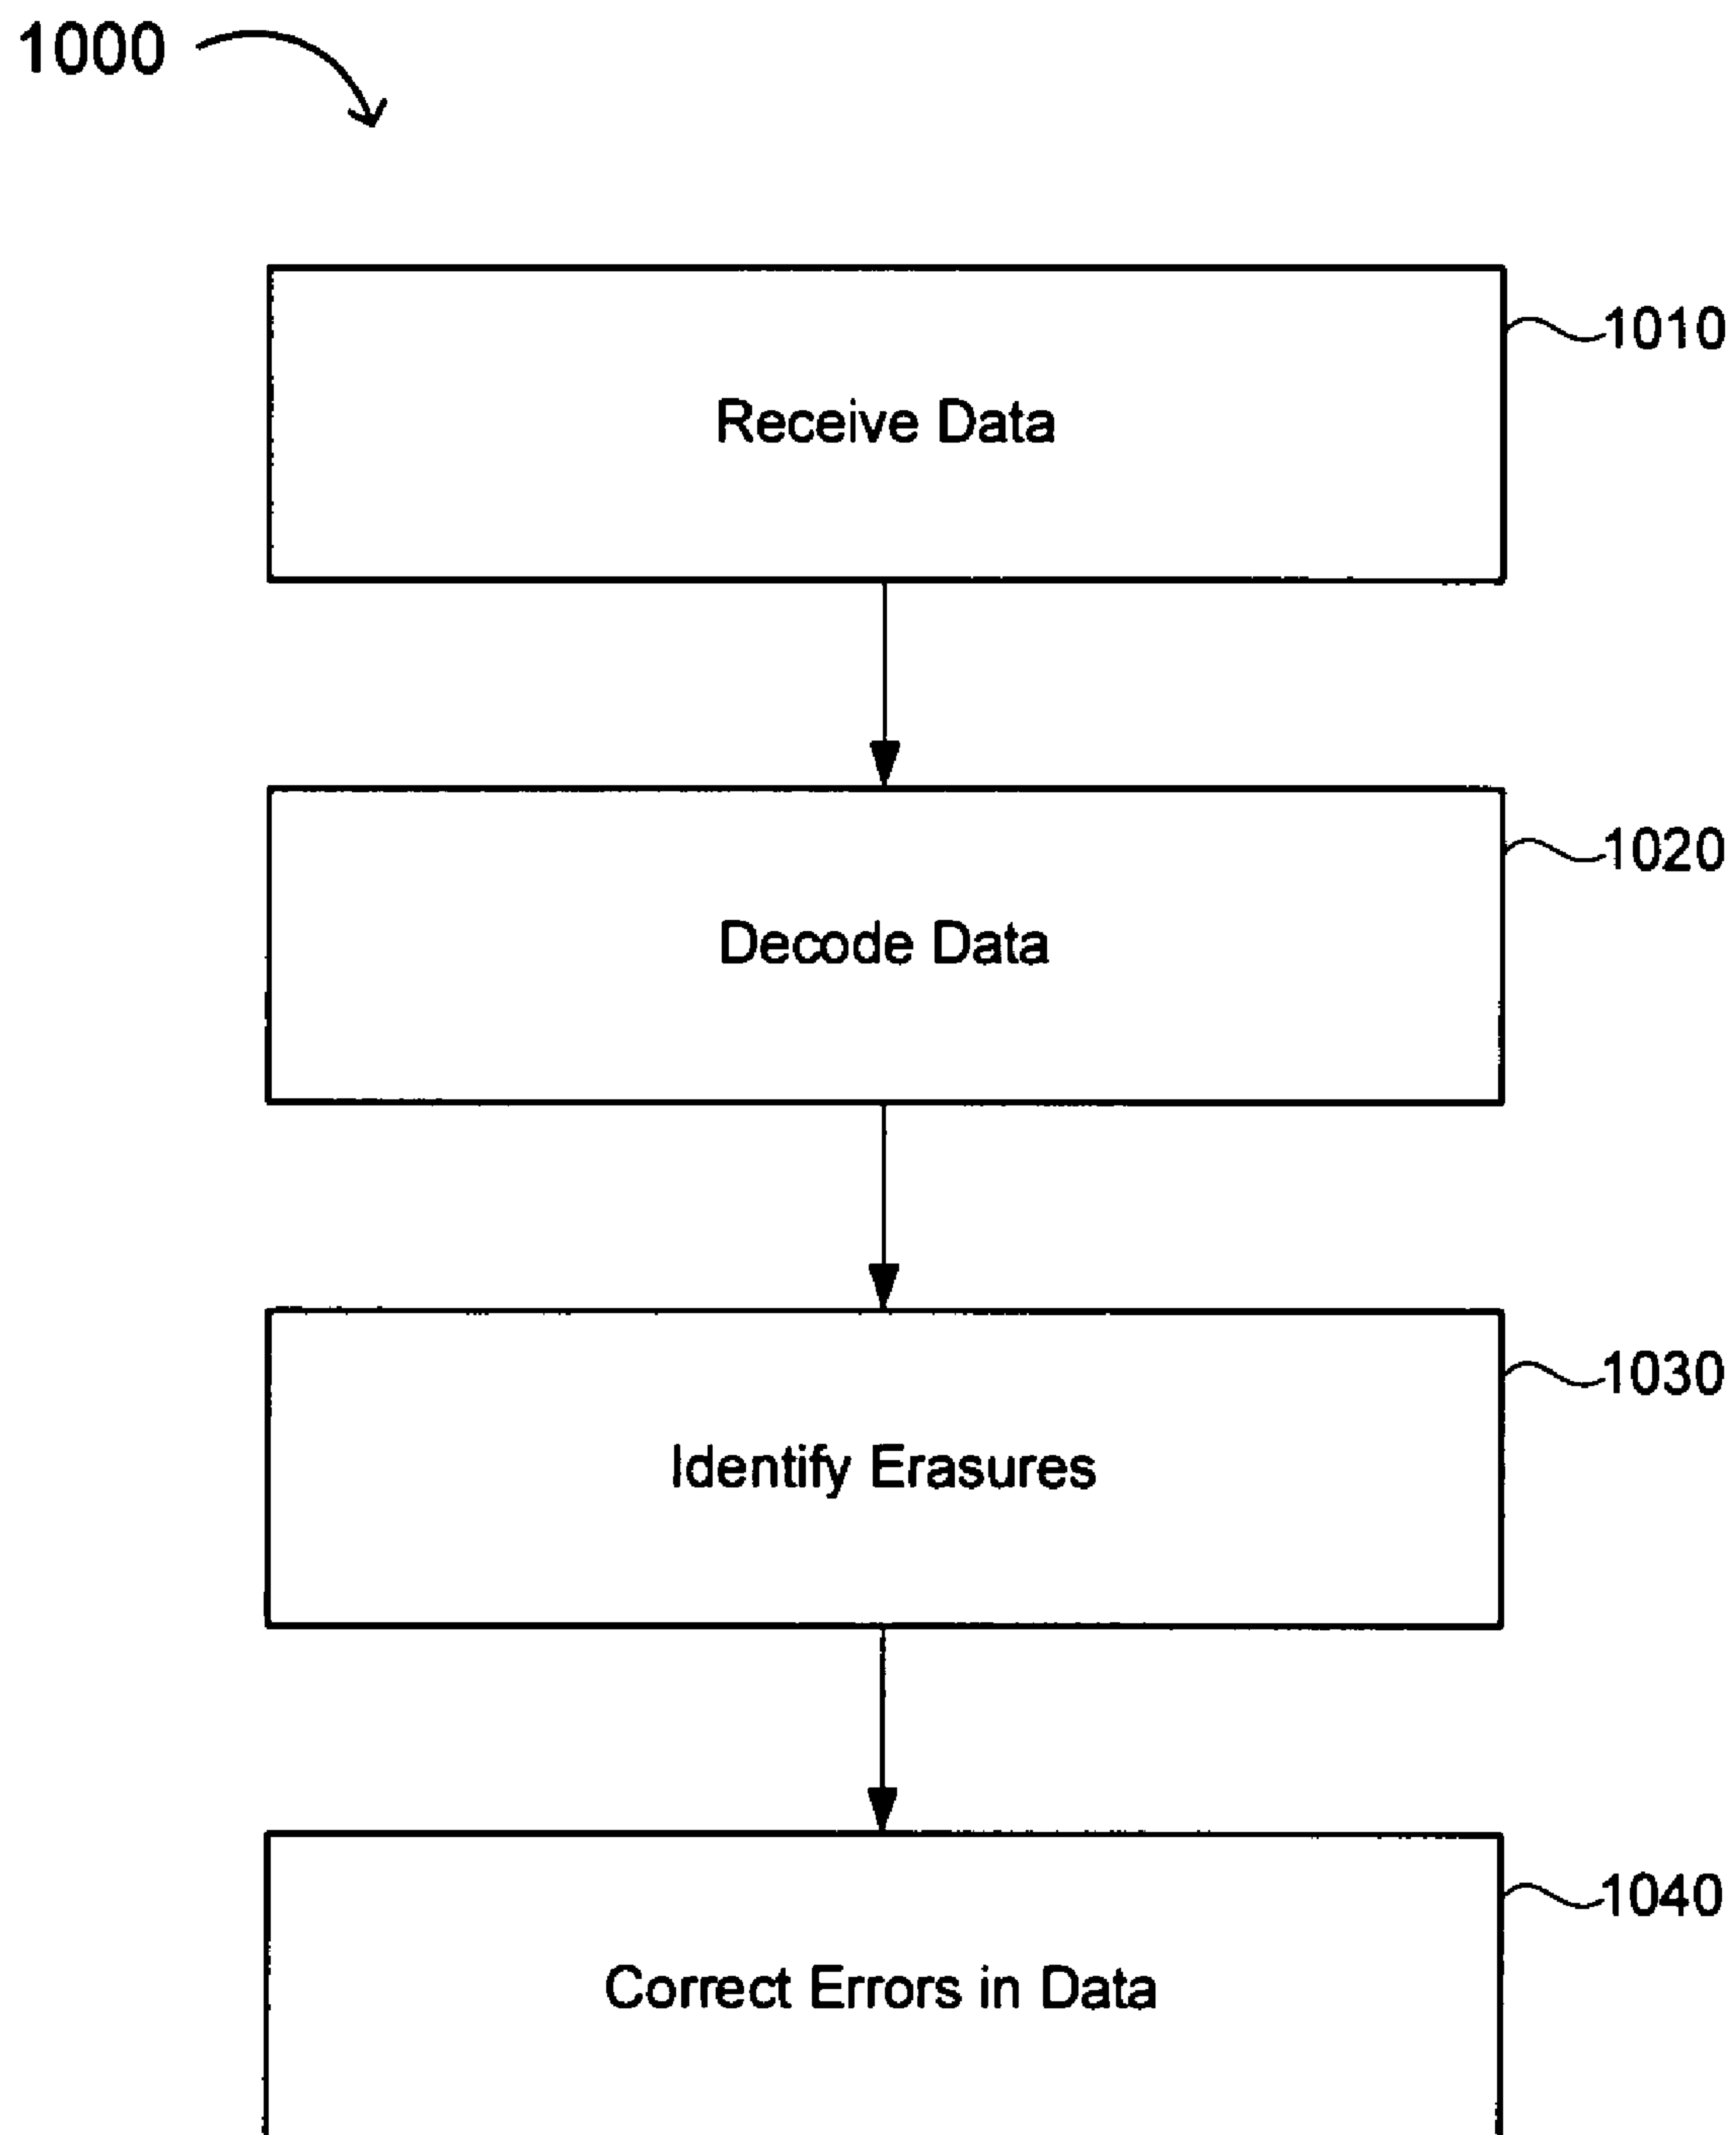 1000
1010
Receive Data
1020
Decode Data
1030
Identify Erasures
1040
Correct Errors in Data